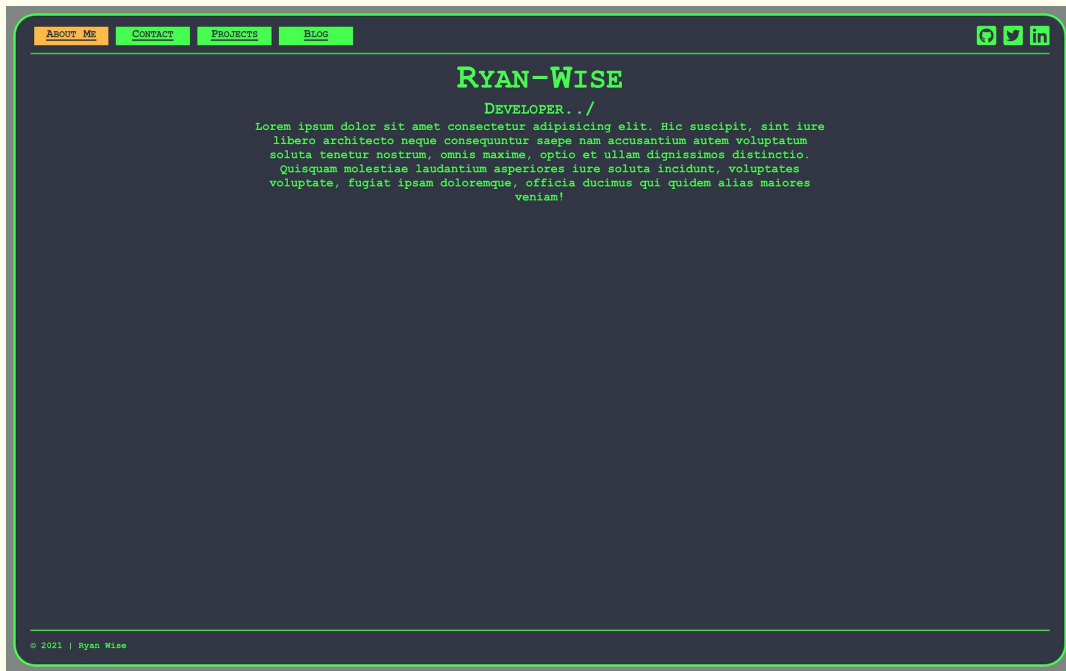 About Me Contact Projects Blog
Ryan-Wise
Developer../
Lorem ipsum dolor sit amet consectetur adipisicing elit. Hic suscipit, sint iure
libero architecto neque consequuntur saepe nam accusantium autem voluptatum
soluta tenetur nostrum, omnis maxime, optio et ullam dignissimos distinctio.
Quisquam molestiae laudantium asperiores iure soluta incidunt, voluptates
voluptate, fugiat ipsam doloremque, officia ducimus qui quidem alias maiores
veniam!
© 2021 | Ryan Wise